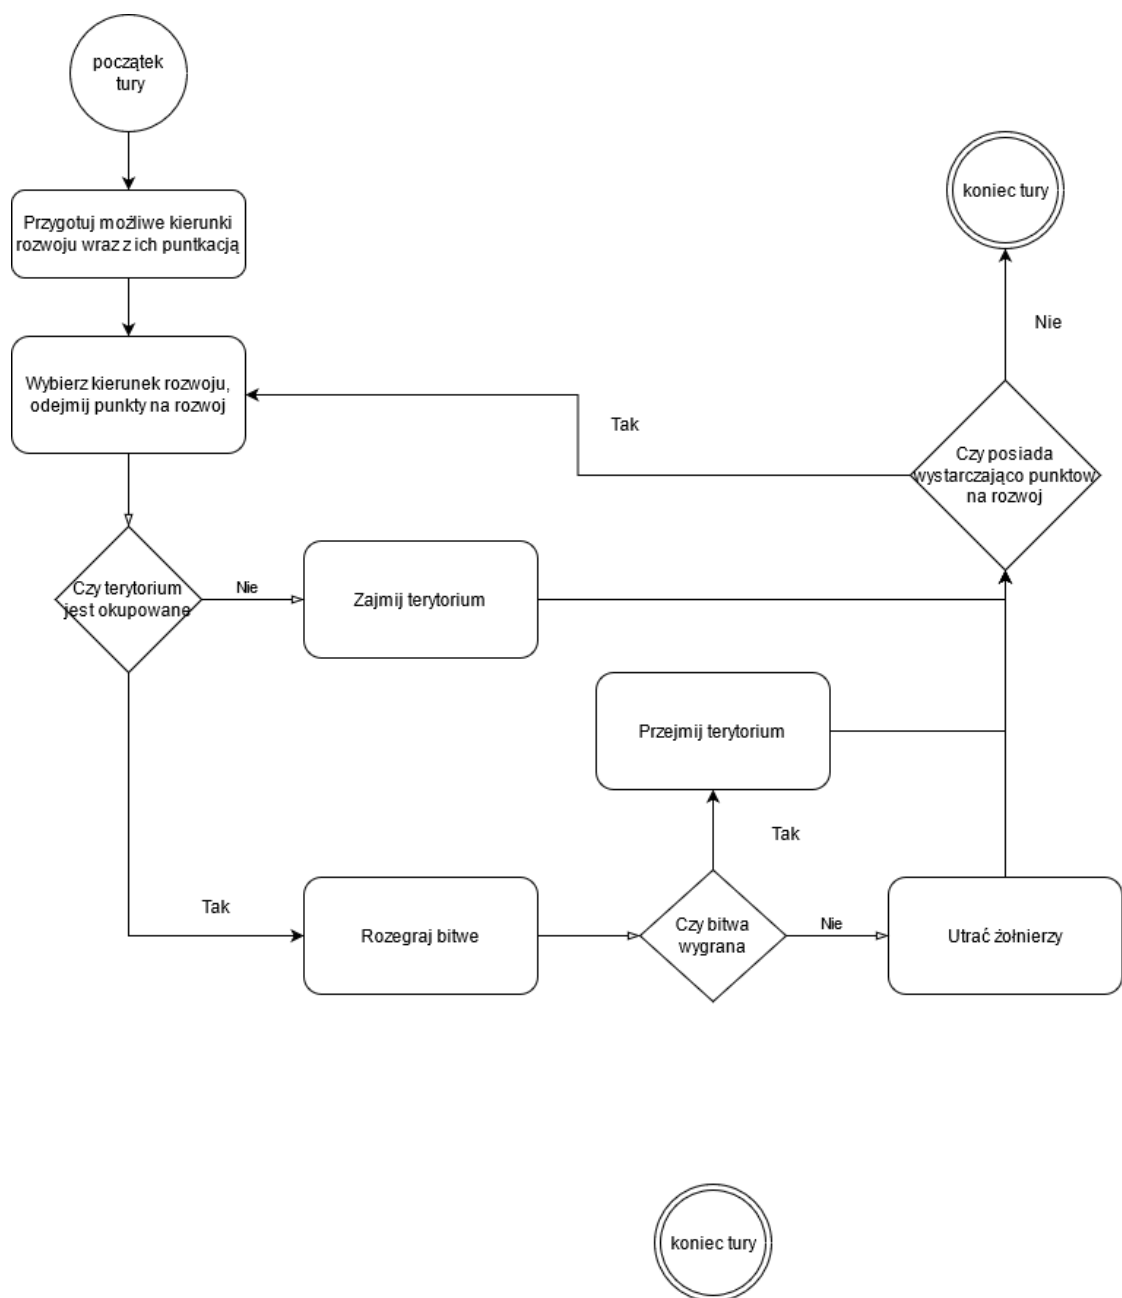 początek
tury
koniec tury
Przygotuj możliwe kierunki
rozwoju wraz z ich puntkacją
Nie
Wybierz kierunek rozwoju,
odejmij punkty na rozwoj
Tak
Czy posiada
wystarczająco punktow
na rozwoj
Czy terytorium
jest okupowane
Nie
Zajmij terytorium
Przejmij terytorium
Tak
Tak
Rozegraj bitwe
Czy bitwa
wygrana
Nie
Utrać żołnierzy
koniec tury